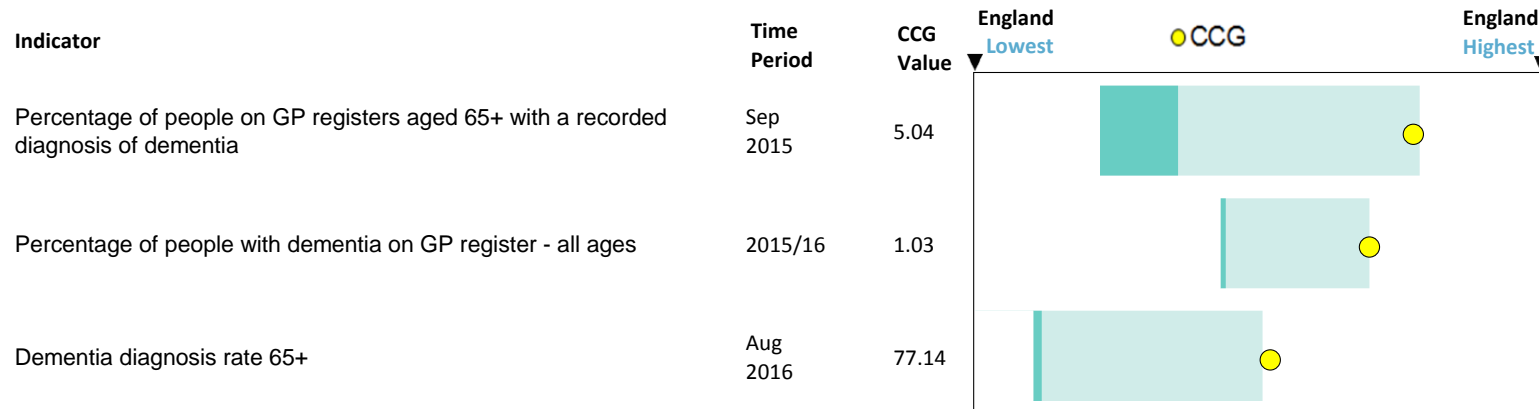 Indicator
Time
Period
CCG
Value
England
Lowest
CCG
England
Highest
Percentage of people on GP registers aged 65+ with a recorded
diagnosis of dementia
Sep
2015
5.04
Percentage of people with dementia on GP register - all ages
2015/16
1.03
Dementia diagnosis rate 65+
Aug
2016
77.14